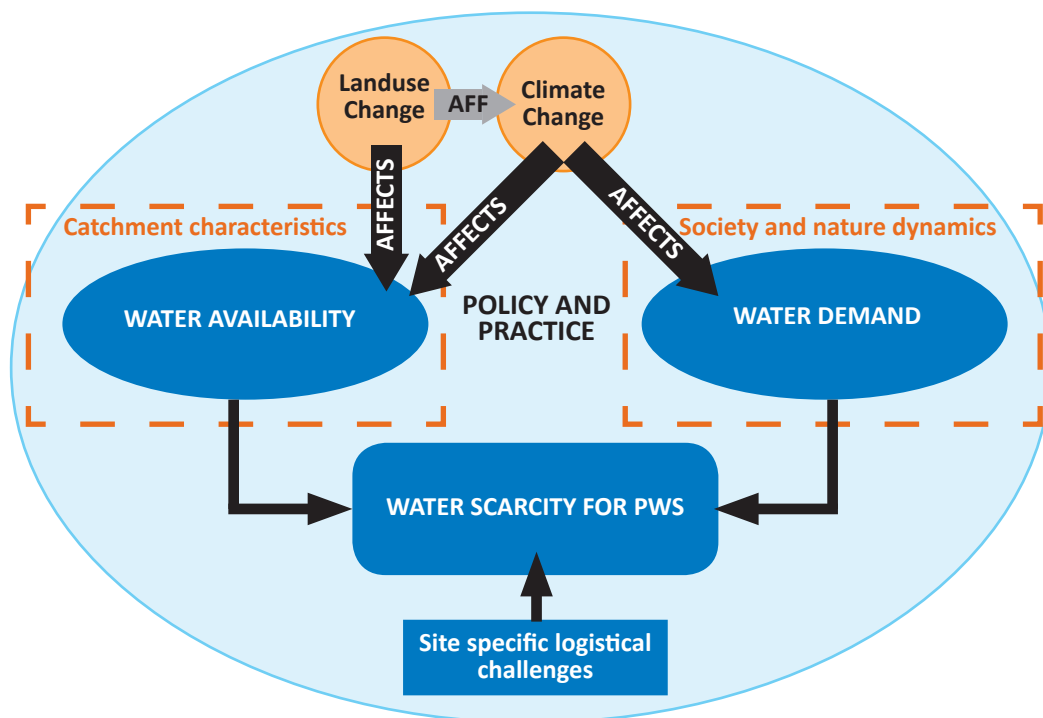 Landuse
Change
AFF
Climate
Change
AFFECTS
AFFECTS
AFFECTS
Catchment characteristics
Society and nature dynamics
WATER AVAILABILITY
POLICY AND
PRACTICE
WATER DEMAND
WATER SCARCITY FOR PWS
Site specific logistical
challenges